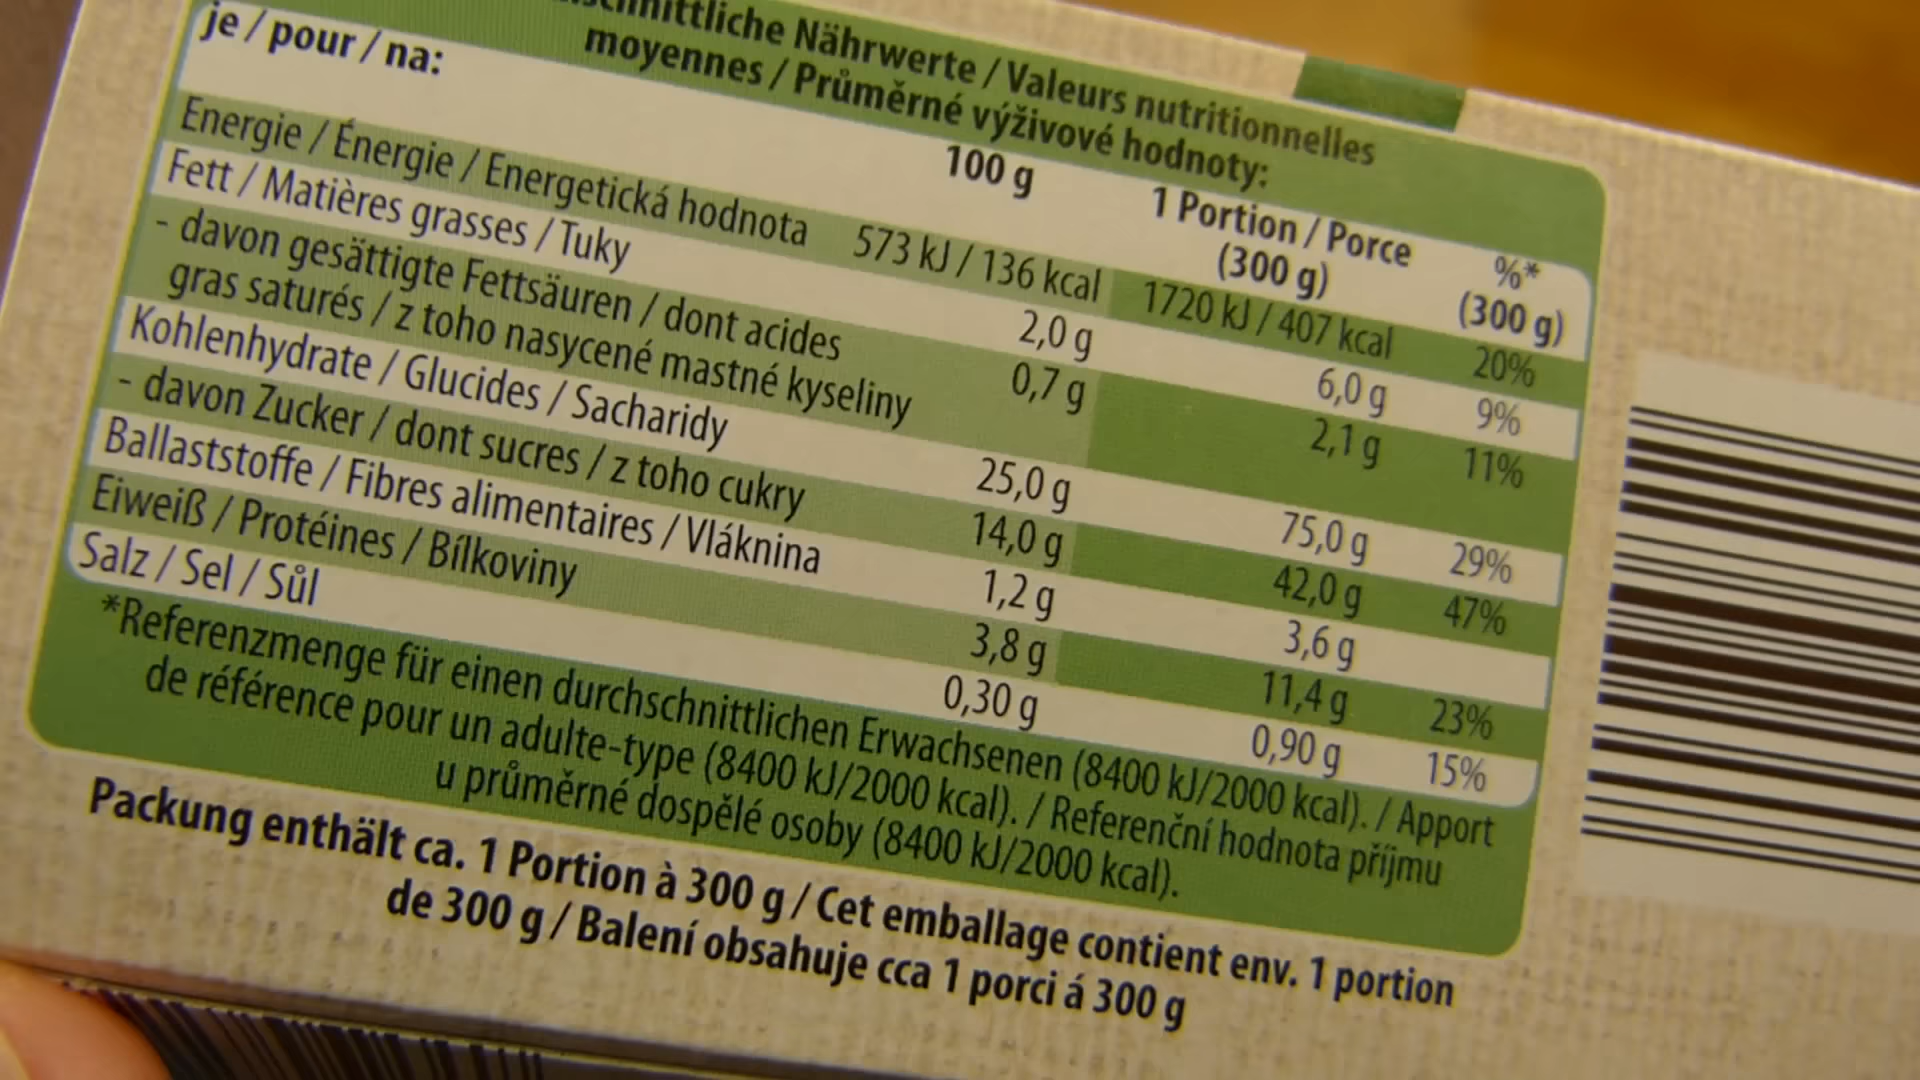 Nährwerte / Valeurs nutritionnelles
moyennes / Průměrné výživové hodnoty:
je / pour / na: 100 g 1 Portion / Porce (300 g) %* (300 g)
Energie / Énergie / Energetická hodnota 573 kJ / 136 kcal 1720 kJ / 407 kcal 20%
Fett / Matières grasses / Tuky 2,0 g 6,0 g 9%
- davon gesättigte Fettsäuren / dont acides
gras saturés / z toho nasycené mastné kyseliny 0,7 g 2,1 g 11%
Kohlenhydrate / Glucides / Sacharidy 25,0 g 75,0 g 29%
- davon Zucker / dont sucres / z toho cukry 14,0 g 42,0 g 47%
Ballaststoffe / Fibres alimentaires / Vláknina 1,2 g 3,6 g
Eiweiß / Protéines / Bílkoviny 3,8 g 11,4 g 23%
Salz / Sel / Sůl 0,30 g 0,90 g 15%
*Referenzmenge für einen durchschnittlichen Erwachsenen (8400 kJ/2000 kcal). / Apport
de référence pour un adulte-type (8400 kJ/2000 kcal). / Referenční hodnota příjmu
u průměrné dospělé osoby (8400 kJ/2000 kcal).
Packung enthält ca. 1 Portion à 300 g / Cet emballage contient env. 1 portion
de 300 g / Balení obsahuje cca 1 porci á 300 g